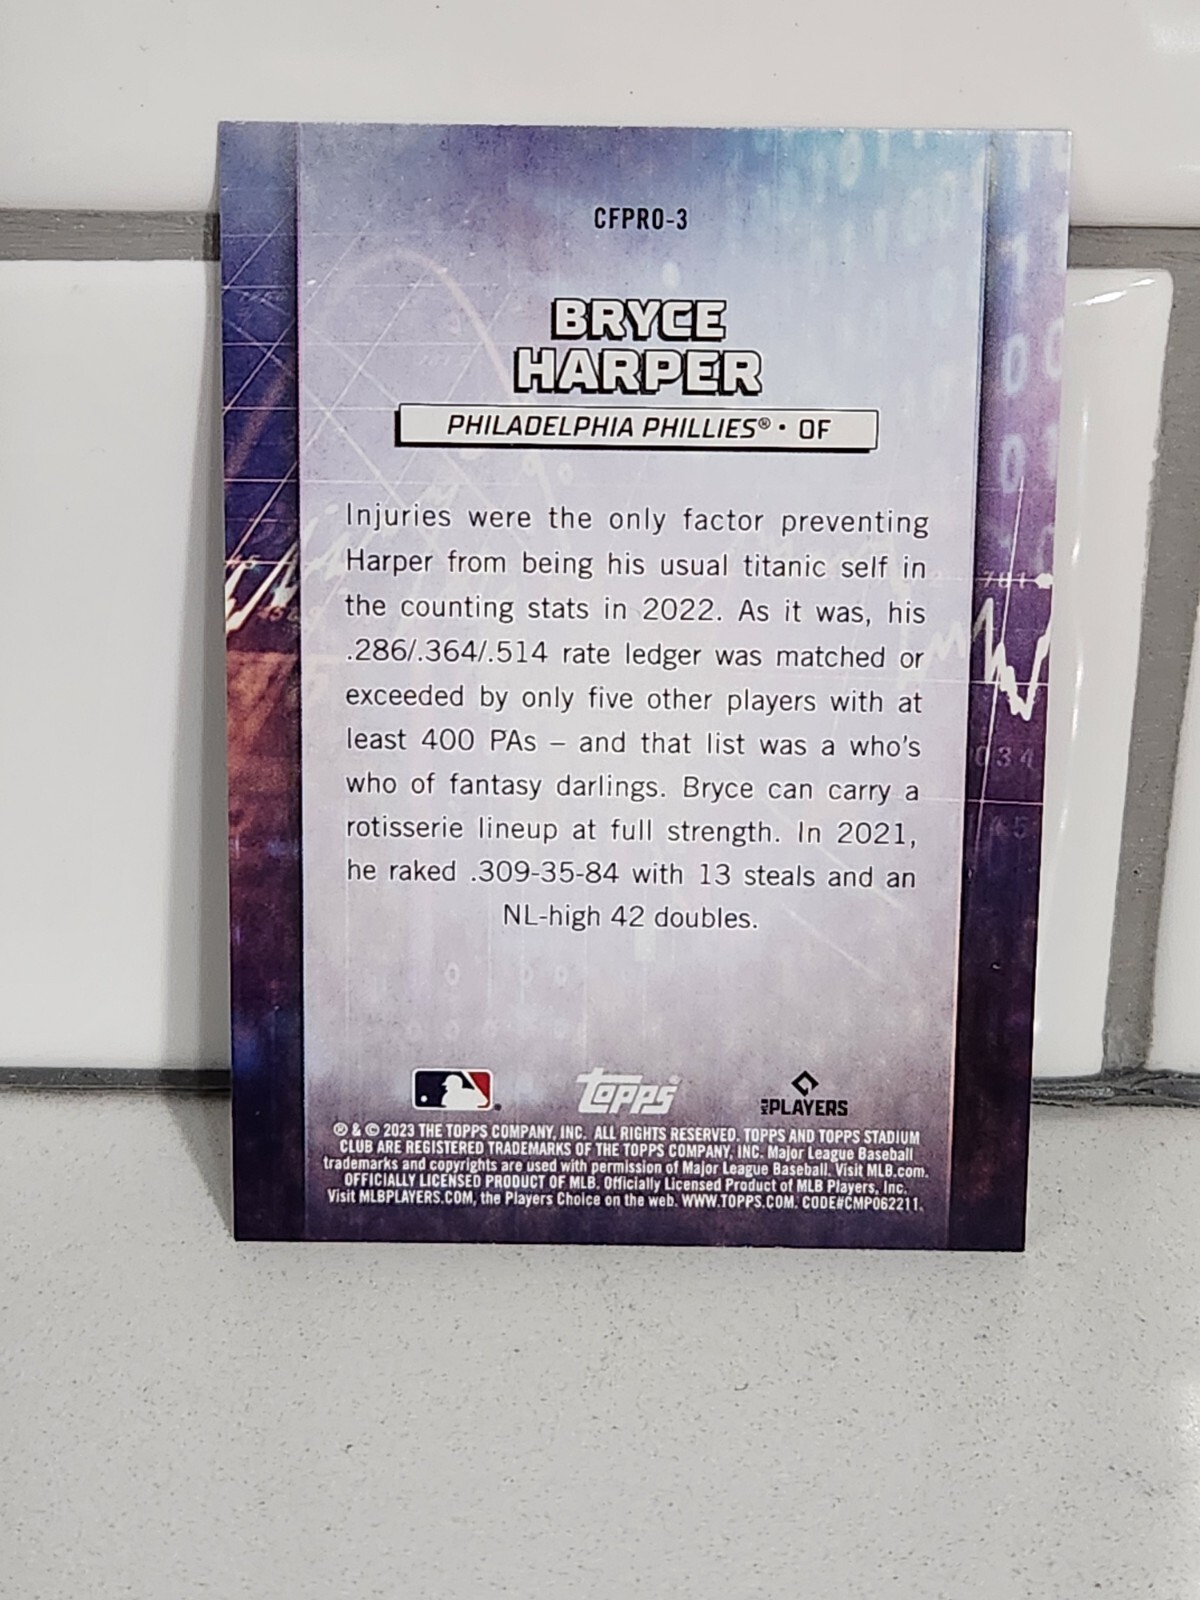 CFPRO-3
BRYCE
HARPER
PHILADELPHIA PHILLIES® • OF
Injuries were the only factor preventing
Harper from being his usual titanic self in
the counting stats in 2022. As it was, his
.286/.364/.514 rate ledger was matched or
exceeded by only five other players with at
least 400 PAs – and that list was a who's
who of fantasy darlings. Bryce can carry a
rotisserie lineup at full strength. In 2021,
he raked .309-35-84 with 13 steals and an
NL-high 42 doubles.
topps
MLB PLAYERS
® & © 2023 THE TOPPS COMPANY, INC. ALL RIGHTS RESERVED. TOPPS AND TOPPS STADIUM
CLUB ARE REGISTERED TRADEMARKS OF THE TOPPS COMPANY, INC. Major League Baseball
trademarks and copyrights are used with permission of Major League Baseball. Visit MLB.com.
OFFICIALLY LICENSED PRODUCT OF MLB. Officially Licensed Product of MLB Players, Inc.
Visit MLBPLAYERS.COM, the Players Choice on the web. WWW.TOPPS.COM. CODE#CMP062211.